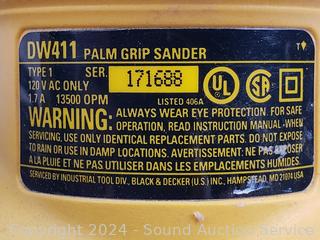 DW411 PALM GRIP SANDER
TYPE 1 SER. 171688
120 V AC ONLY
1.7 A 13500 OPM
LISTED 406A
UL
SA
WARNING: ALWAYS WEAR EYE PROTECTION. FOR SAFE
OPERATION, READ INSTRUCTION MANUAL. WHEN
SERVICING, USE ONLY IDENTICAL REPLACEMENT PARTS. DO NOT EXPOSE
TO RAIN OR USE IN DAMP LOCATIONS. AVERTISSEMENT: NE PAS EXPOSER
A LA PLUIE ET NE PAS UTILISER DANS LES EMPLACEMENTS HUMIDES.
SERVICED BY INDUSTRIAL TOOL DIV., BLACK & DECKER (U.S.) INC., HAMPSTEAD, MD 21074 USA
Copyright 2024 - Sound Auction Service